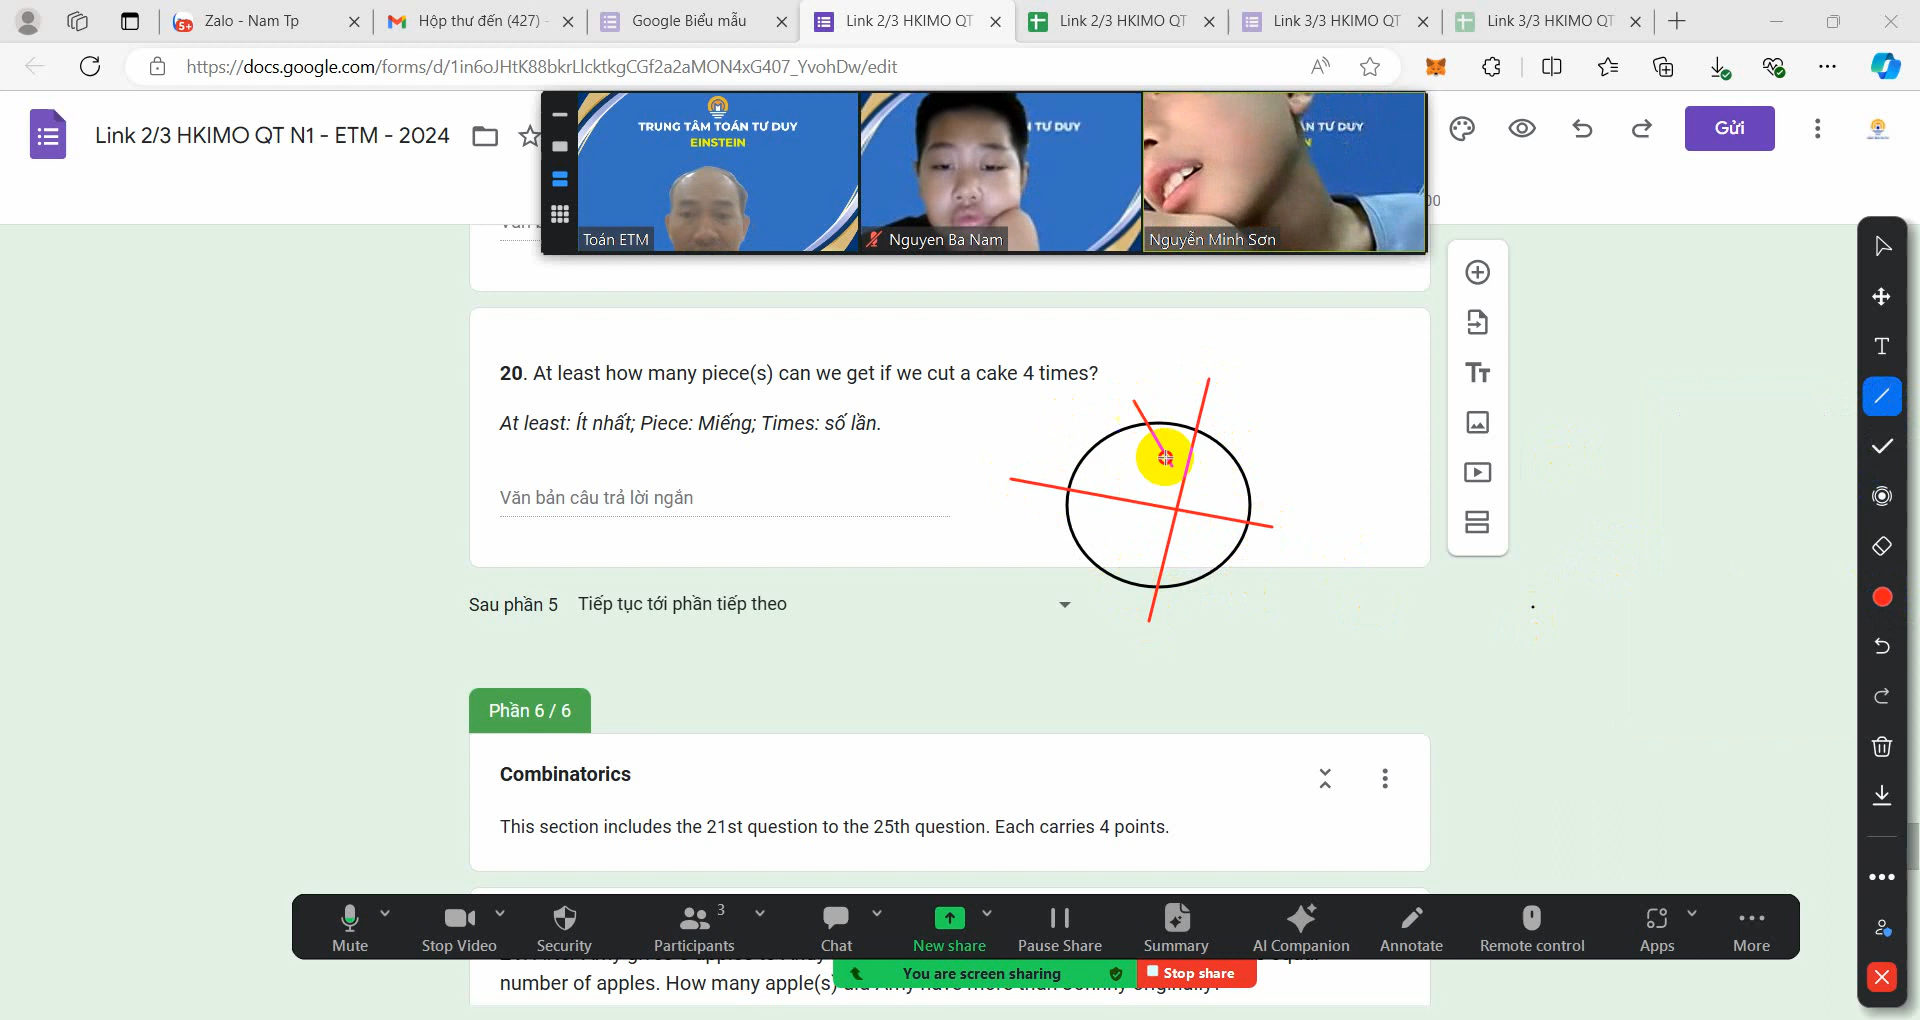 Zalo - Nam Tp
Hộp thư đến (427) -
Google Biểu mẫu
Link 2/3 HKIMO QT
Link 2/3 HKIMO QT
Link 3/3 HKIMO QT
Link 3/3 HKIMO QT
https://docs.google.com/forms/d/1in6oJHtK88bkrLlcktkgCGf2a2aMON4xG407_YvohDw/edit
Link 2/3 HKIMO QT N1 - ETM - 2024
Gửi
TRUNG TÂM TOÁN TƯ DUY
EINSTEIN
Toán ETM
TƯ DUY
Nguyen Ba Nam
TƯ DUY
Nguyễn Minh Sơn
20. At least how many piece(s) can we get if we cut a cake 4 times?
At least: Ít nhất; Piece: Miếng; Times: số lần.
Văn bản câu trả lời ngắn
Sau phần 5 Tiếp tục tới phần tiếp theo
Phần 6 / 6
Combinatorics
This section includes the 21st question to the 25th question. Each carries 4 points.
Mute
Stop Video
Security
Participants
3
Chat
New share
Pause Share
Summary
AI Companion
Annotate
Remote control
Apps
More
You are screen sharing
Stop share
number of apples. How many apple(s)